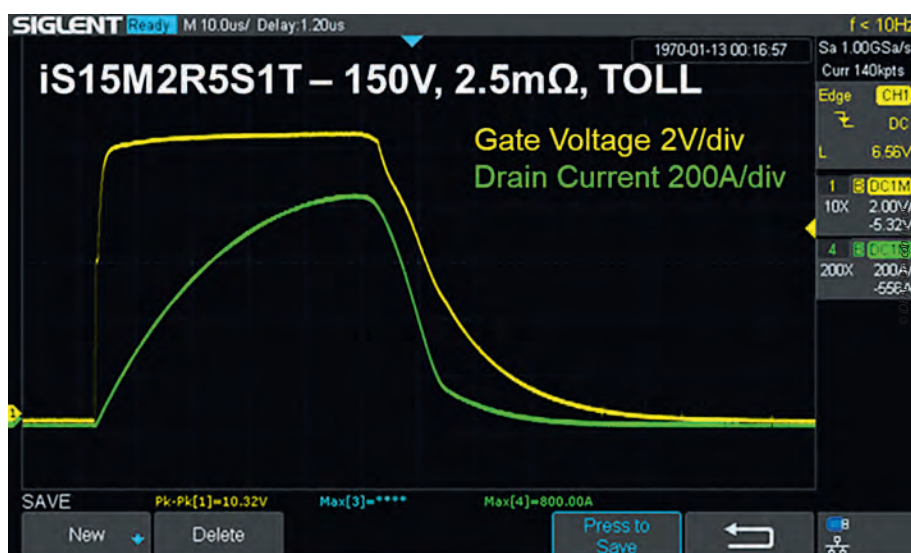 SIGLENT Ready M 10.0us/ Delay:1.20us f < 10Hz
1970-01-13 00:16:57 Sa 1.00GSa/s
Curr 140kpts
iS15M2R5S1T – 150V, 2.5mΩ, TOLL
Edge CH1
DC
L 6.56V
Gate Voltage 2V/div
Drain Current 200A/div
1 B DC1M
10X 2.00V/
-5.32V
4 B DC1M
200X 200A/
-556A
1
SAVE Pk-Pk[1]=10.32V Max[3]=**** Max[4]=800.00A
New Delete Press to
Save